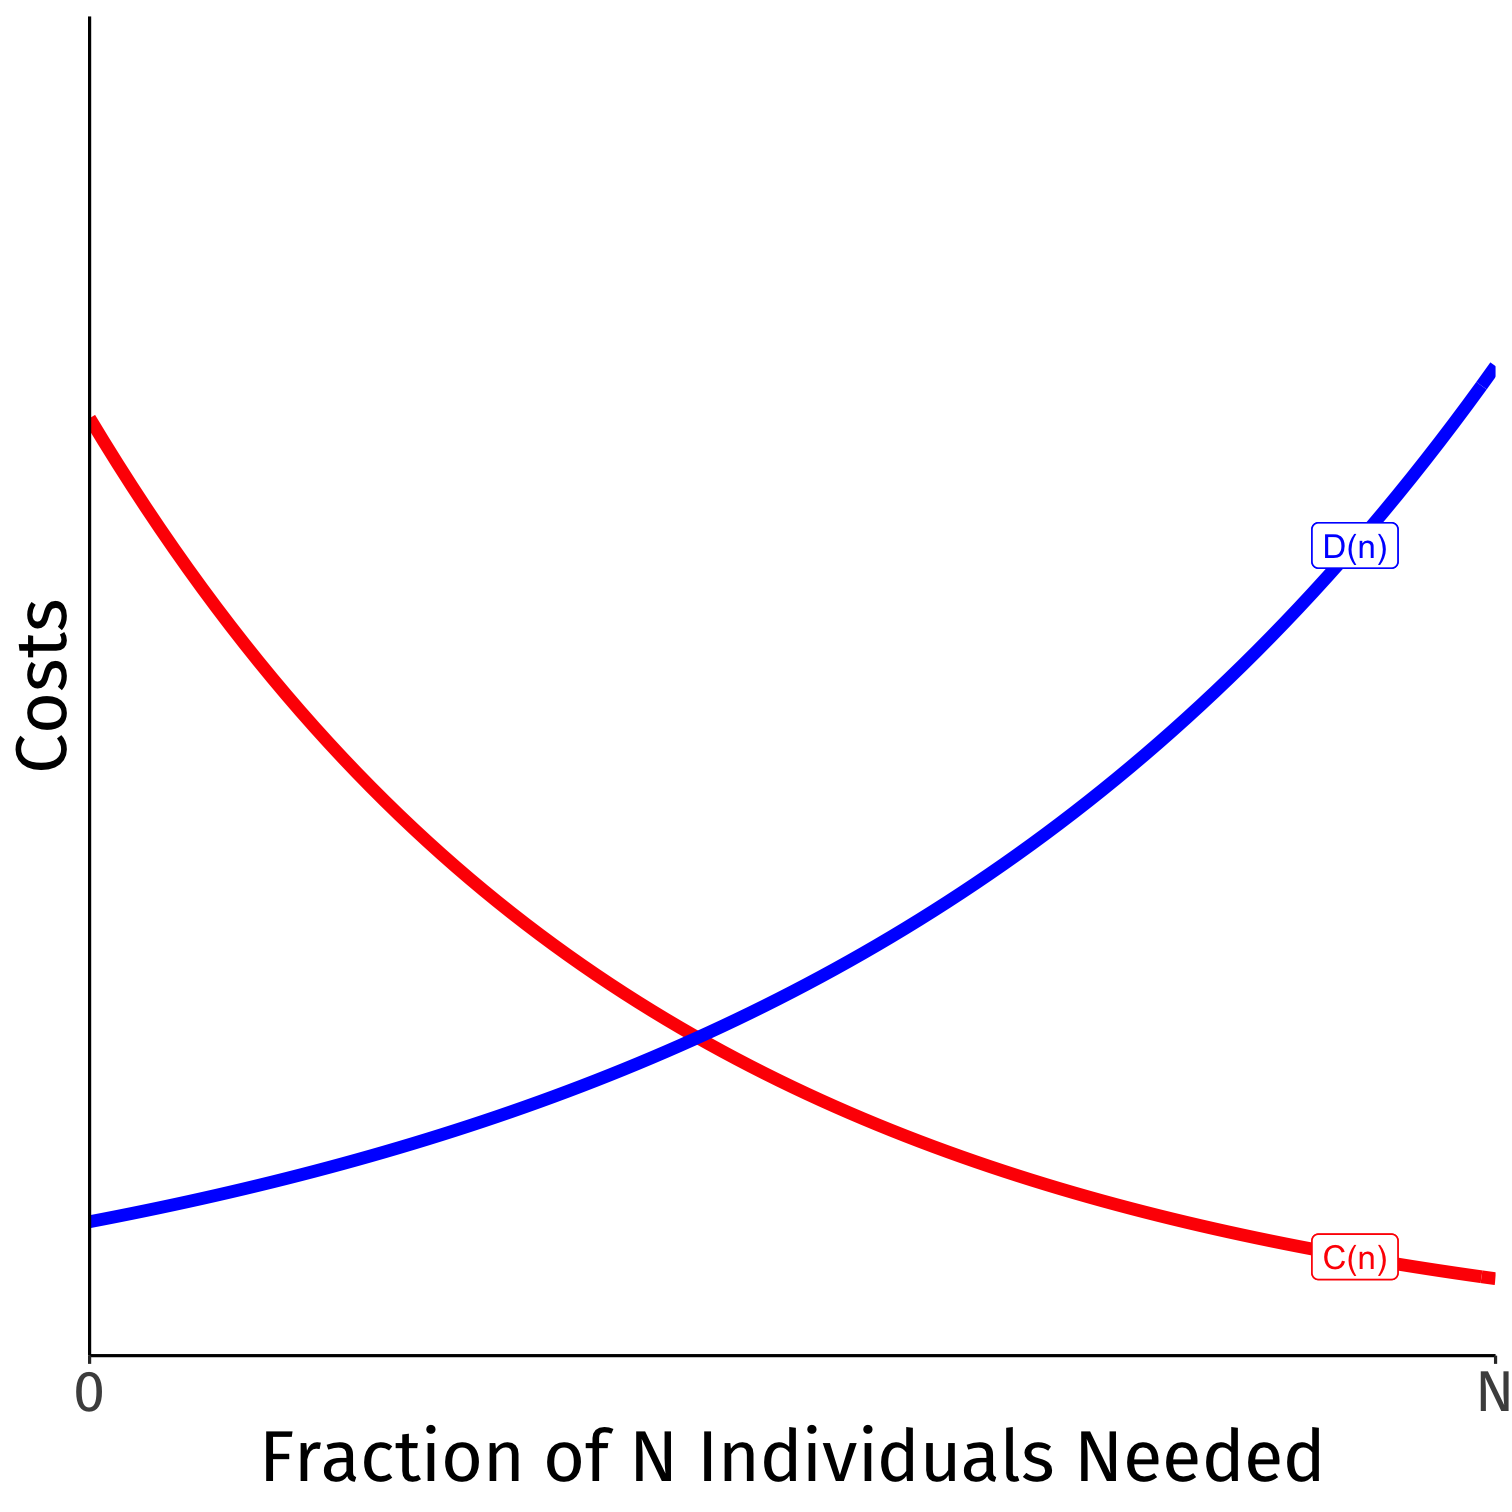 Costs
D(n)
C(n)
0
N
Fraction of N Individuals Needed